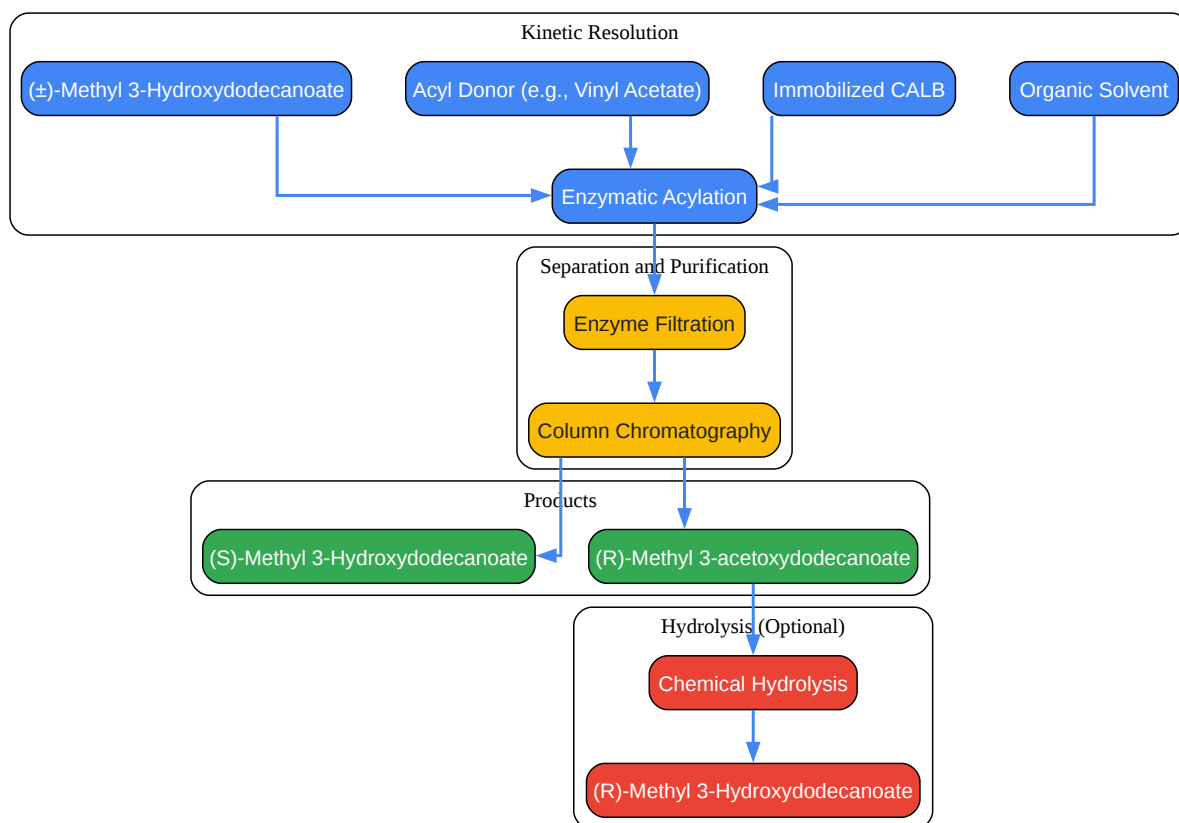 Kinetic Resolution
(±)-Methyl 3-Hydroxydodecanoate
Acyl Donor (e.g., Vinyl Acetate)
Immobilized CALB
Organic Solvent
Enzymatic Acylation
Separation and Purification
Enzyme Filtration
Column Chromatography
Products
(S)-Methyl 3-Hydroxydodecanoate
(R)-Methyl 3-acetoxydodecanoate
Hydrolysis (Optional)
Chemical Hydrolysis
(R)-Methyl 3-Hydroxydodecanoate